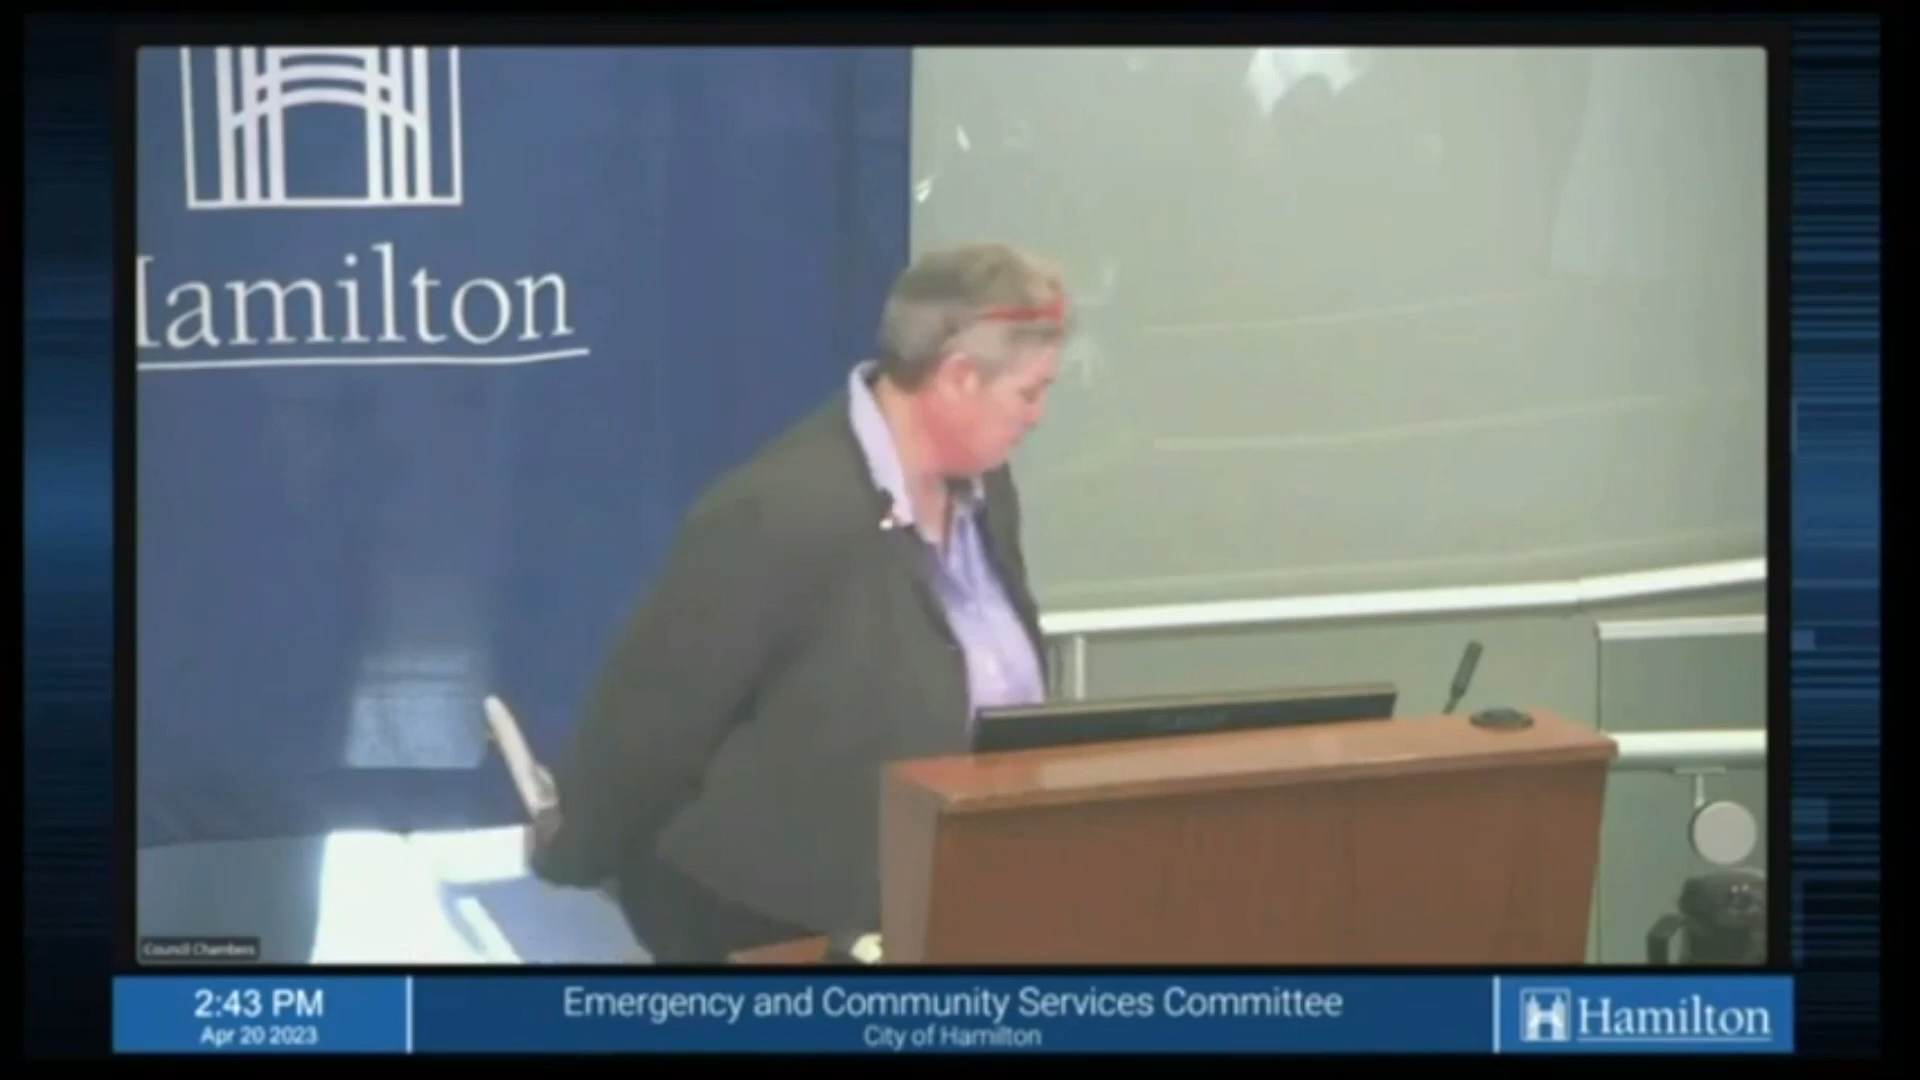 Hamilton
Council Chambers
2:43 PM
Apr 20 2023
Emergency and Community Services Committee
City of Hamilton
Hamilton